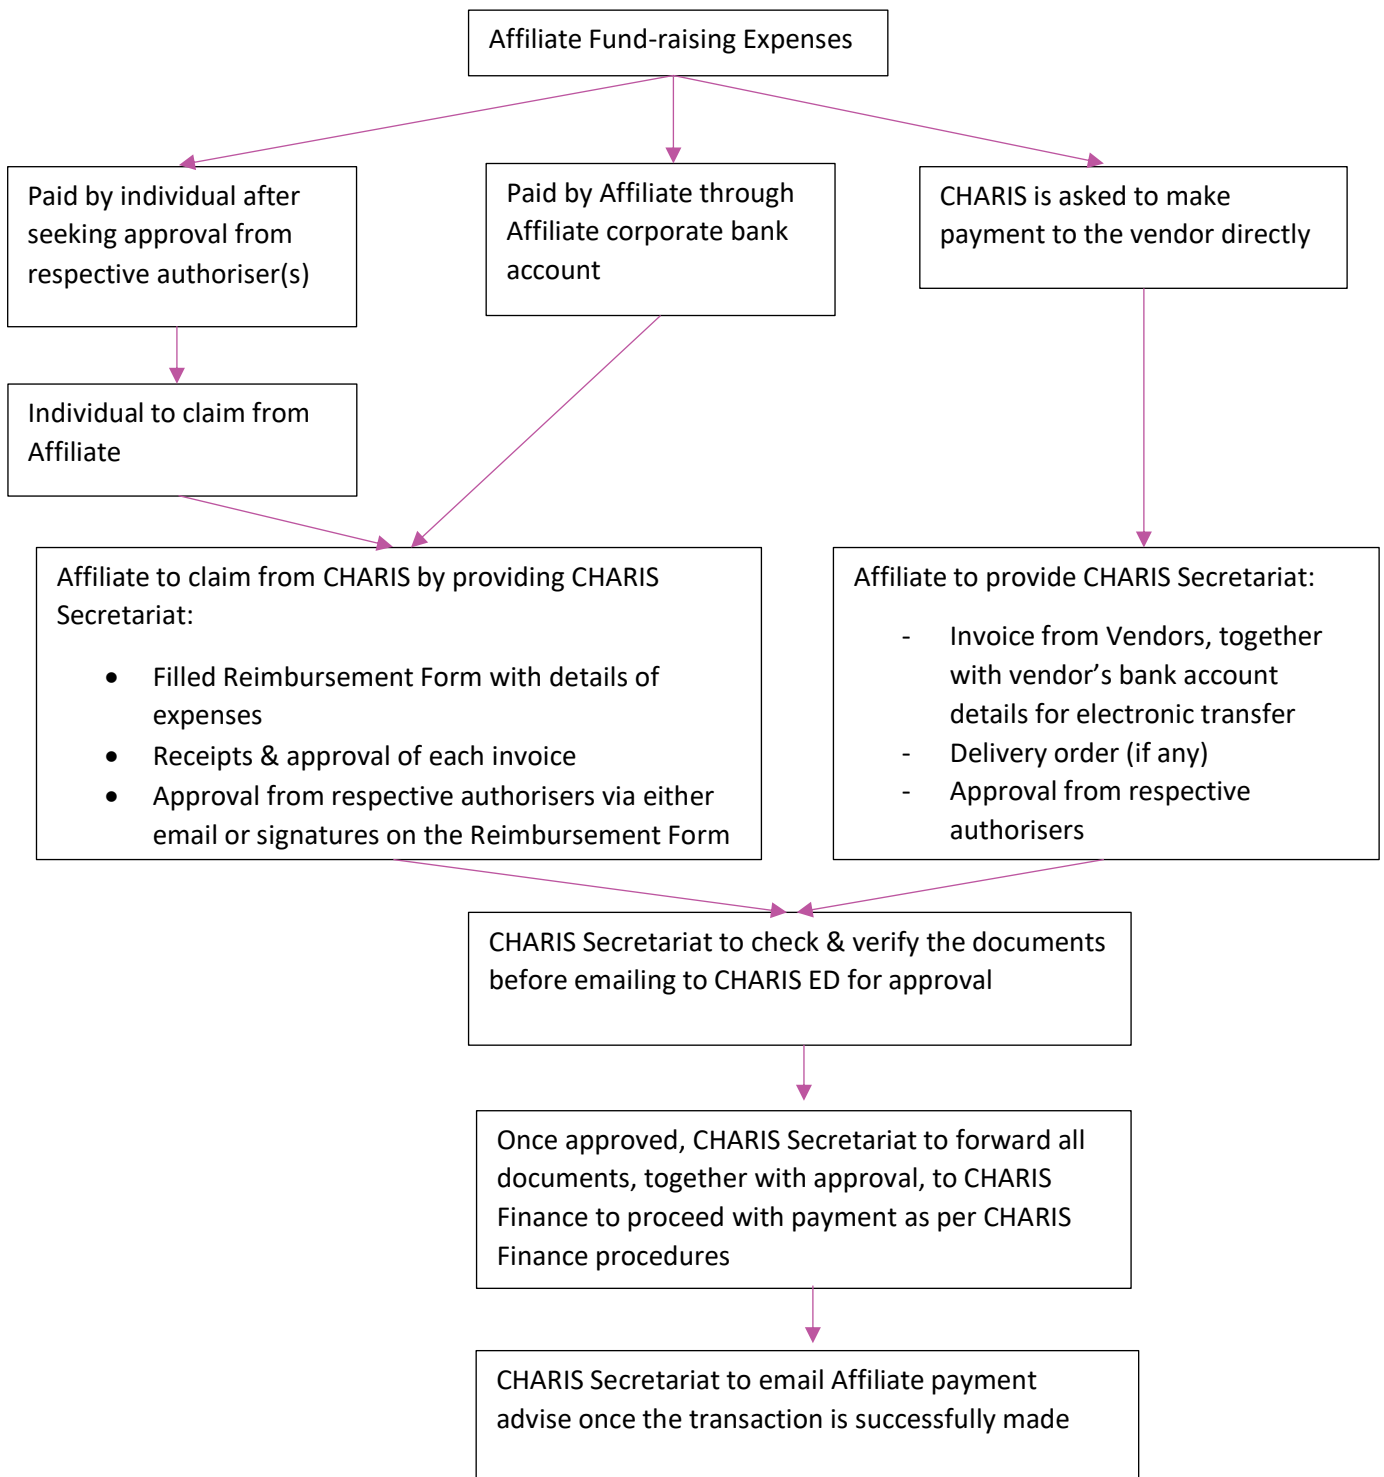 Affiliate Fund-raising Expenses
Paid by individual after
seeking approval from
respective authoriser(s)
Paid by Affiliate through
Affiliate corporate bank
account
CHARIS is asked to make
payment to the vendor directly
Individual to claim from
Affiliate
Affiliate to claim from CHARIS by providing CHARIS
Secretariat:
• Filled Reimbursement Form with details of
expenses
• Receipts & approval of each invoice
• Approval from respective authorisers via either
email or signatures on the Reimbursement Form
Affiliate to provide CHARIS Secretariat:
- Invoice from Vendors, together
with vendor’s bank account
details for electronic transfer
- Delivery order (if any)
- Approval from respective
authorisers
CHARIS Secretariat to check & verify the documents
before emailing to CHARIS ED for approval
Once approved, CHARIS Secretariat to forward all
documents, together with approval, to CHARIS
Finance to proceed with payment as per CHARIS
Finance procedures
CHARIS Secretariat to email Affiliate payment
advise once the transaction is successfully made